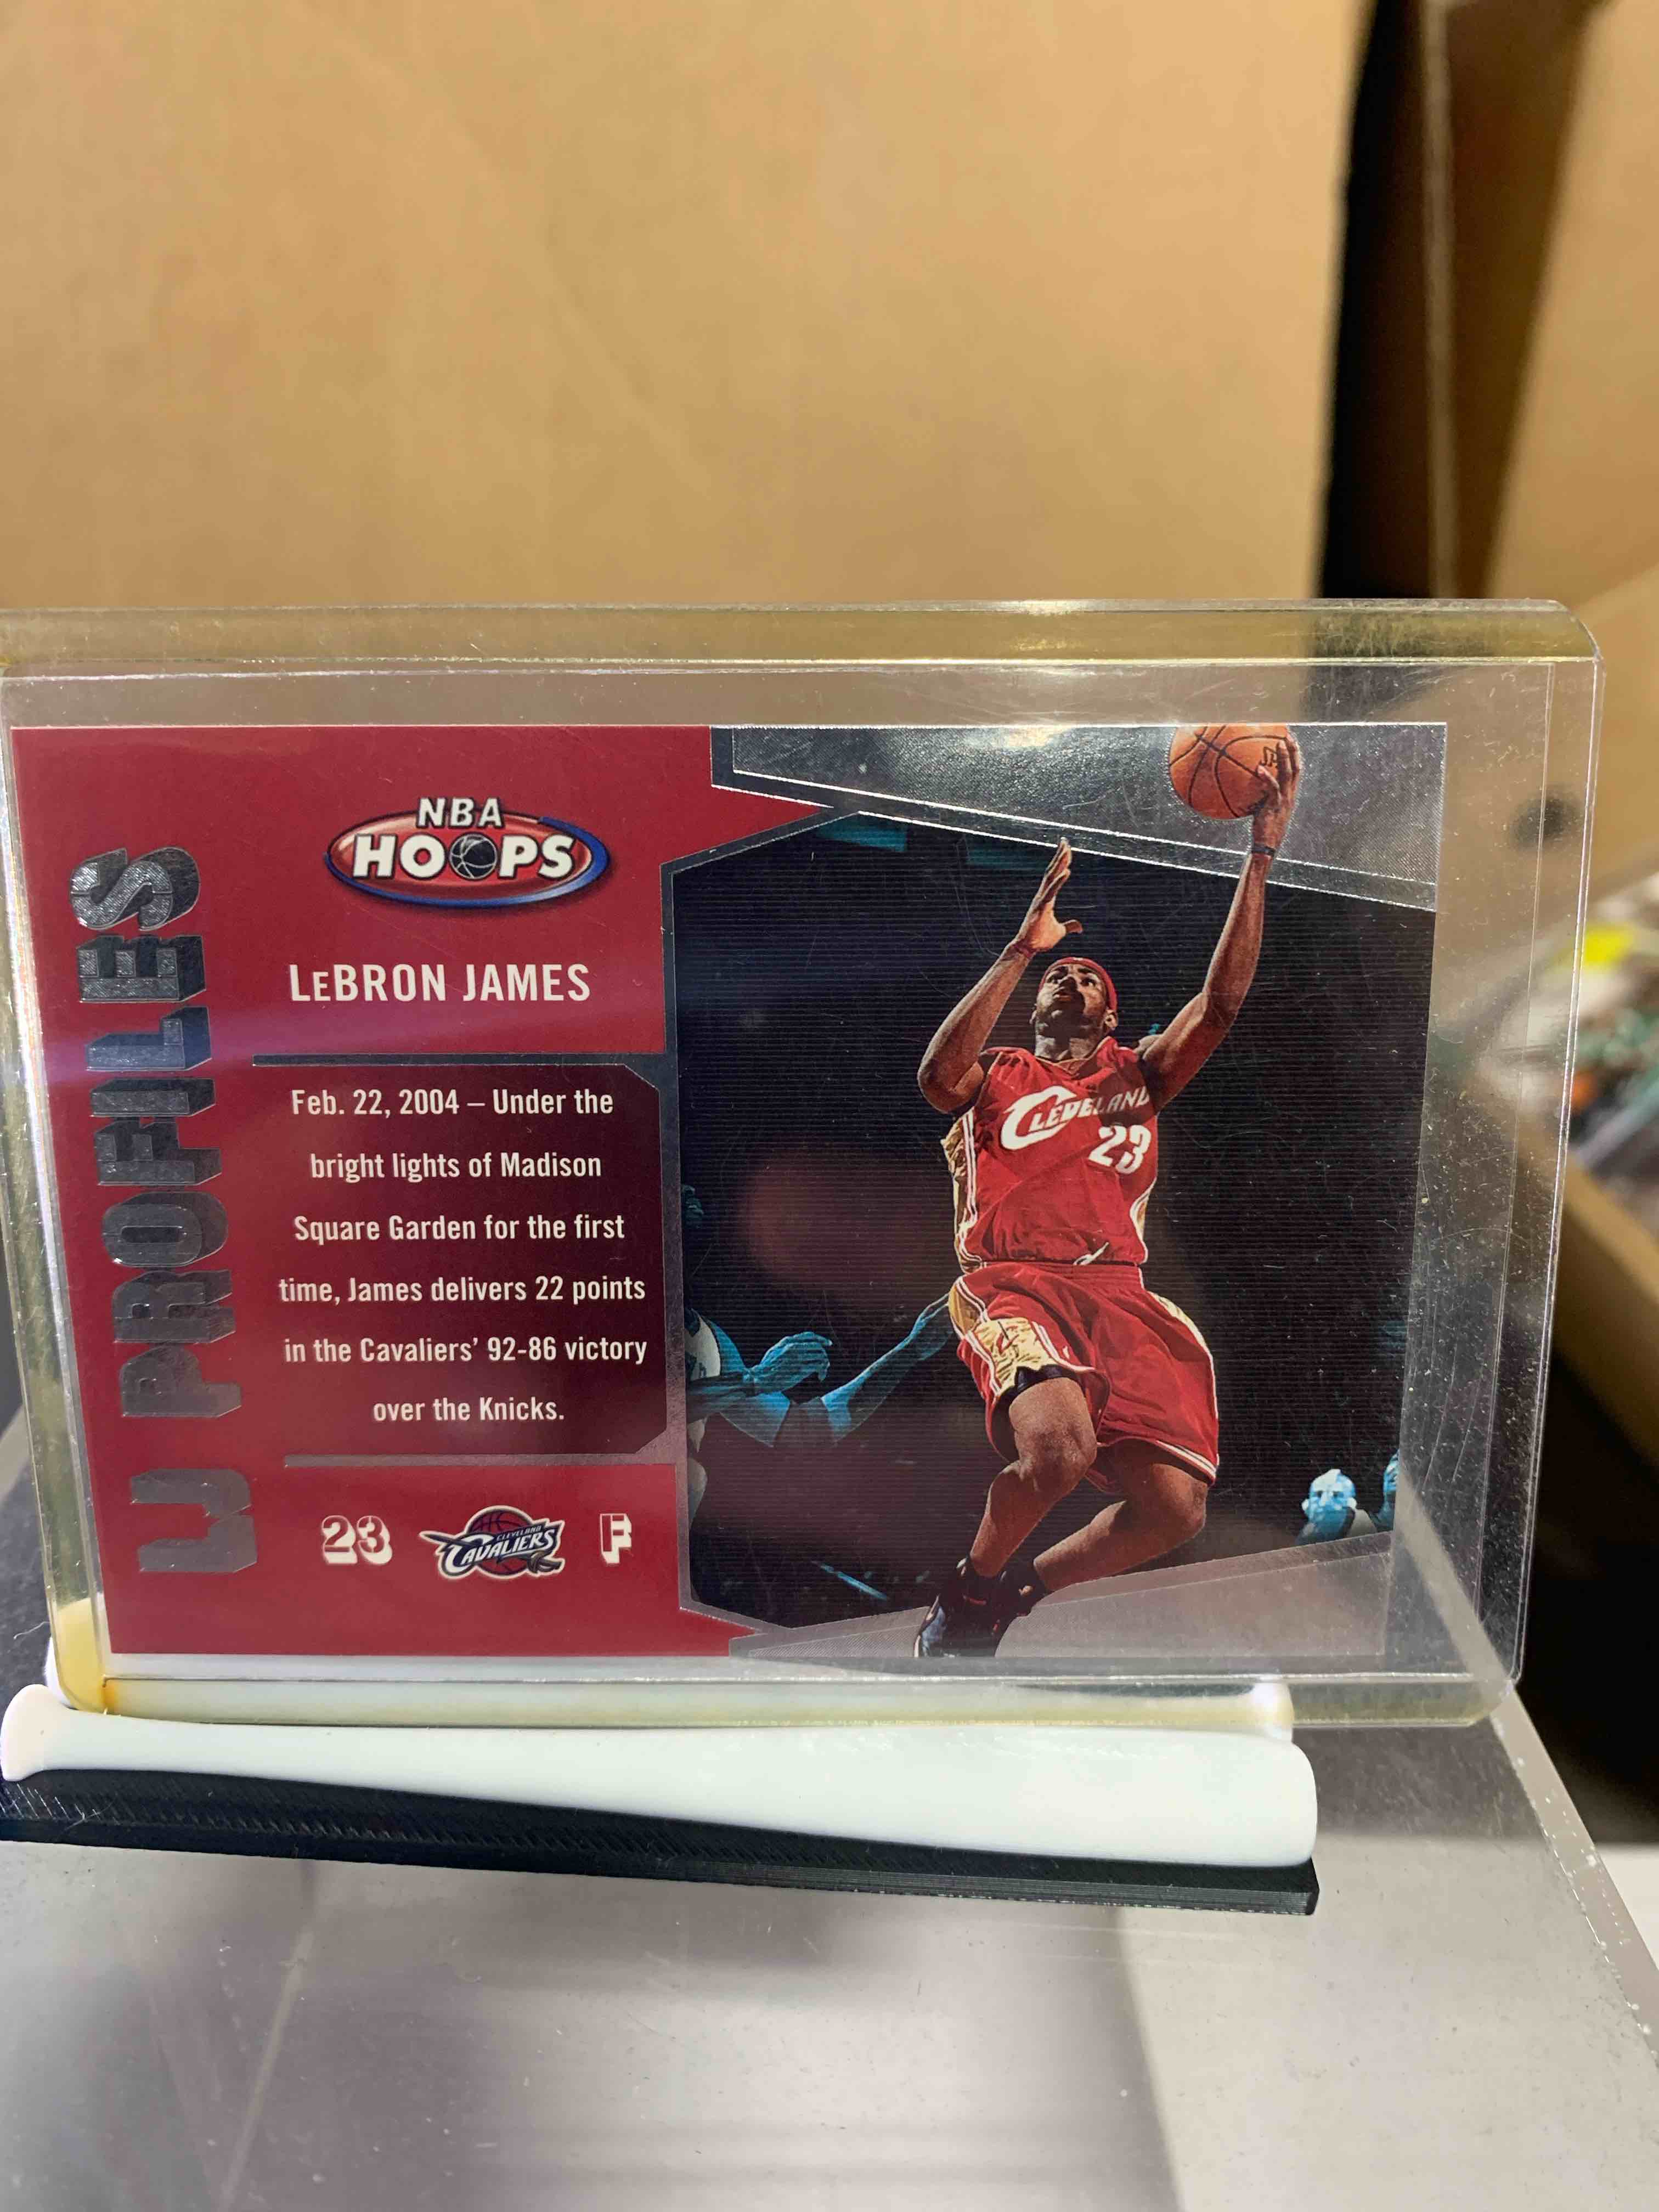 NBA
HOOPS
LJ PROFILES
LEBRON JAMES
Feb. 22, 2004 – Under the
bright lights of Madison
Square Garden for the first
time, James delivers 22 points
in the Cavaliers' 92-86 victory
over the Knicks.
23
CLEVELAND
CAVALIERS
F
CLEVELAND
23